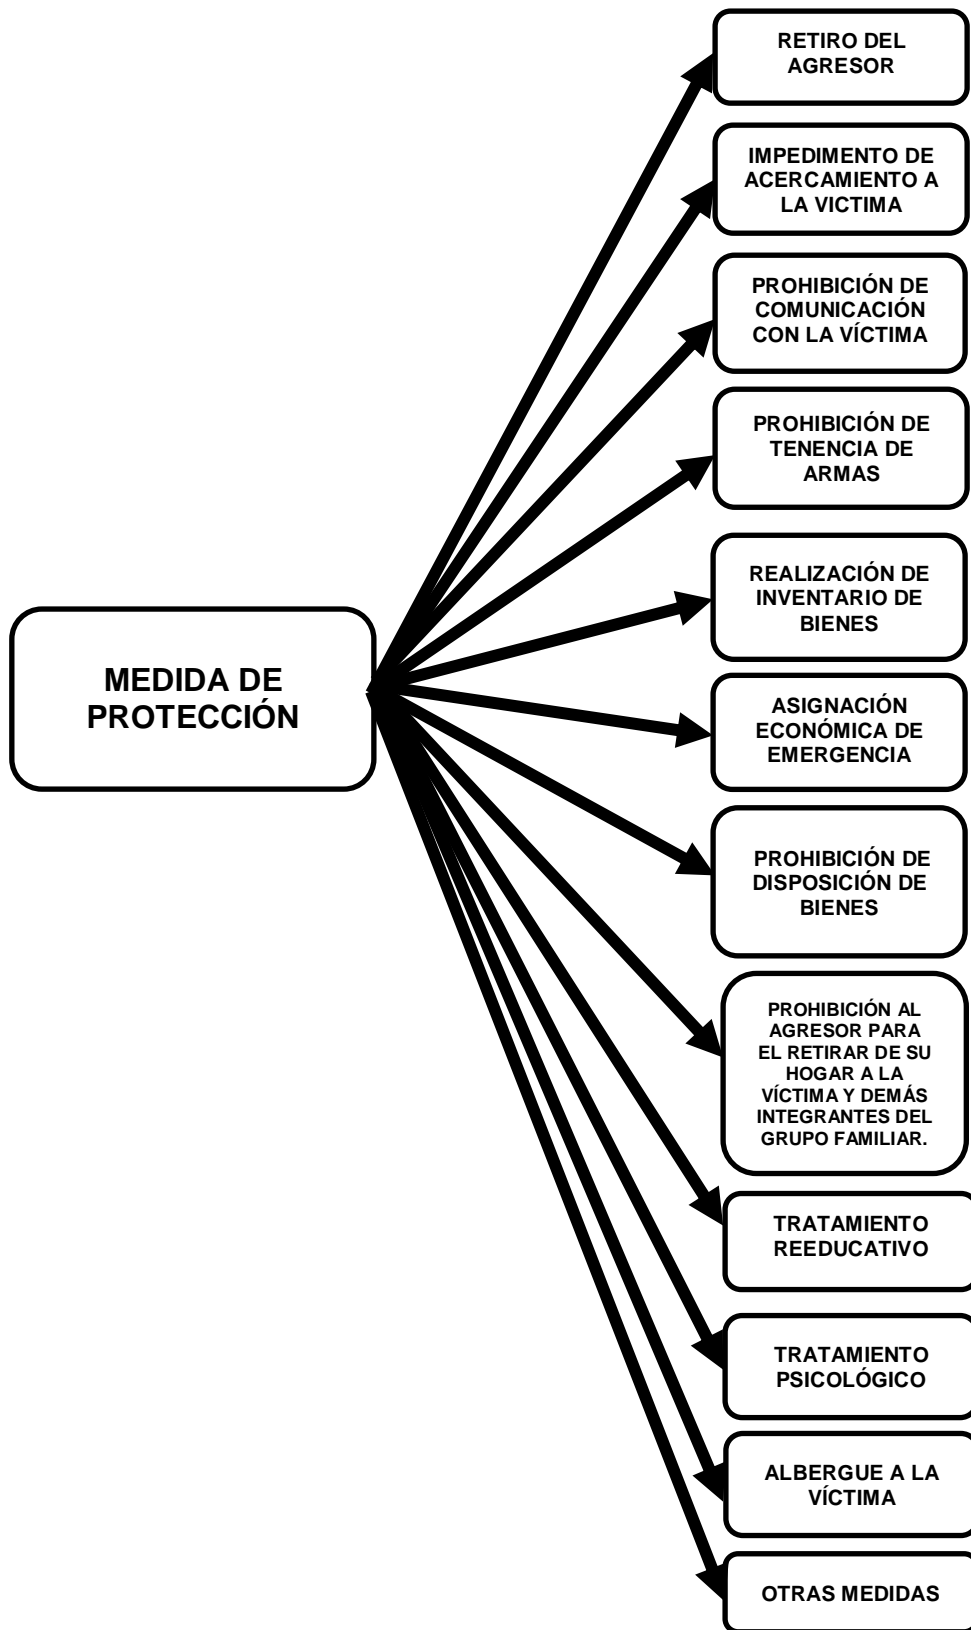 RETIRO DEL
AGRESOR
IMPEDIMENTO DE
ACERCAMIENTO A
LA VICTIMA
PROHIBICIÓN DE
COMUNICACIÓN
CON LA VÍCTIMA
PROHIBICIÓN DE
TENENCIA DE
ARMAS
REALIZACIÓN DE
INVENTARIO DE
BIENES
MEDIDA DE
PROTECCIÓN
ASIGNACIÓN
ECONÓMICA DE
EMERGENCIA
PROHIBICIÓN DE
DISPOSICIÓN DE
BIENES
PROHIBICIÓN AL
AGRESOR PARA
EL RETIRAR DE SU
HOGAR A LA
VÍCTIMA Y DEMÁS
INTEGRANTES DEL
GRUPO FAMILIAR.
TRATAMIENTO
REEDUCATIVO
TRATAMIENTO
PSICOLÓGICO
ALBERGUE A LA
VÍCTIMA
OTRAS MEDIDAS